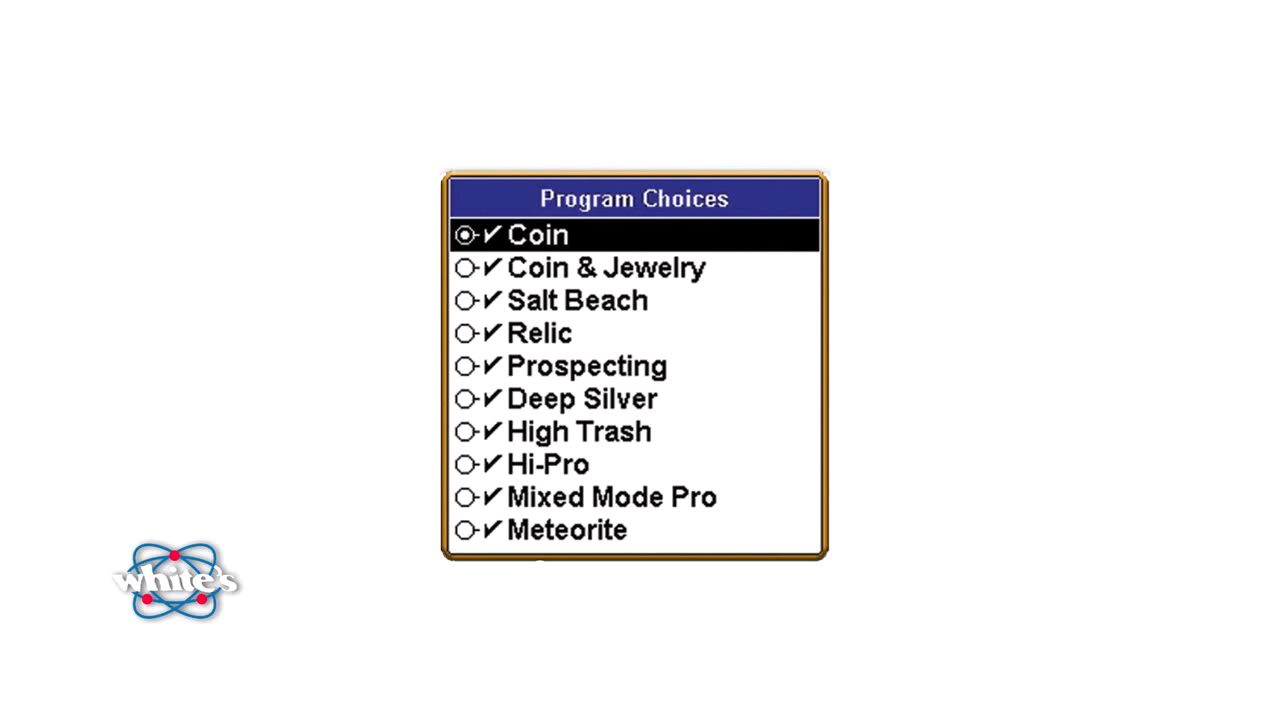 Program Choices
Coin
Coin & Jewelry
Salt Beach
Relic
Prospecting
Deep Silver
High Trash
Hi-Pro
Mixed Mode Pro
Meteorite
white's